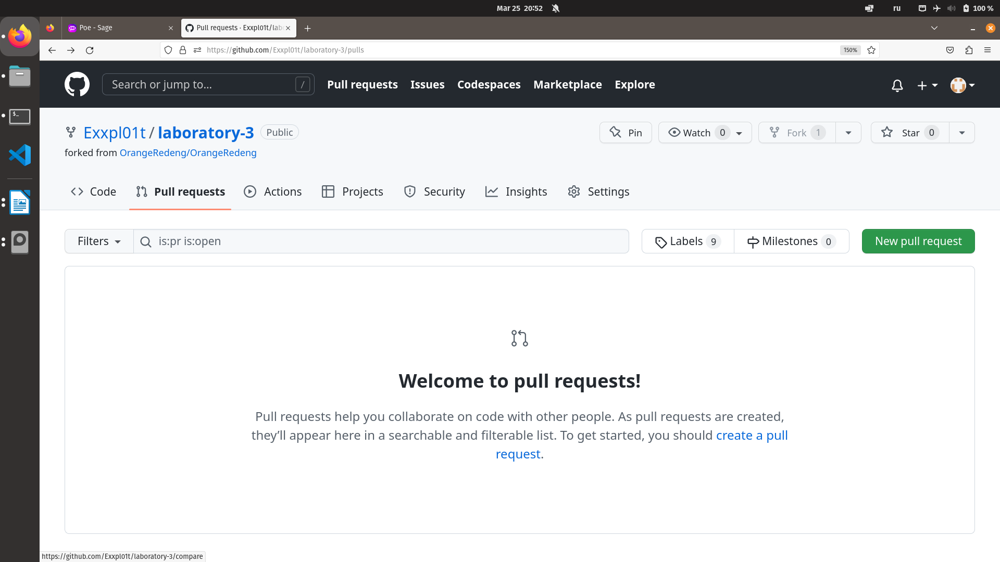 Mar 25 20:52
ru
100 %
Poe - Sage
Pull requests · Exxpl01t/lab
https://github.com/Exxpl01t/laboratory-3/pulls
150%
Search or jump to...
/
Pull requests Issues Codespaces Marketplace Explore
Exxpl01t / laboratory-3 Public
Pin
Watch 0
Fork 1
Star 0
forked from OrangeRedeng/OrangeRedeng
Code
Pull requests
Actions
Projects
Security
Insights
Settings
Filters
is:pr is:open
Labels 9
Milestones 0
New pull request
Welcome to pull requests!
Pull requests help you collaborate on code with other people. As pull requests are created,
they’ll appear here in a searchable and filterable list. To get started, you should create a pull
request.
https://github.com/Exxpl01t/laboratory-3/compare
$_